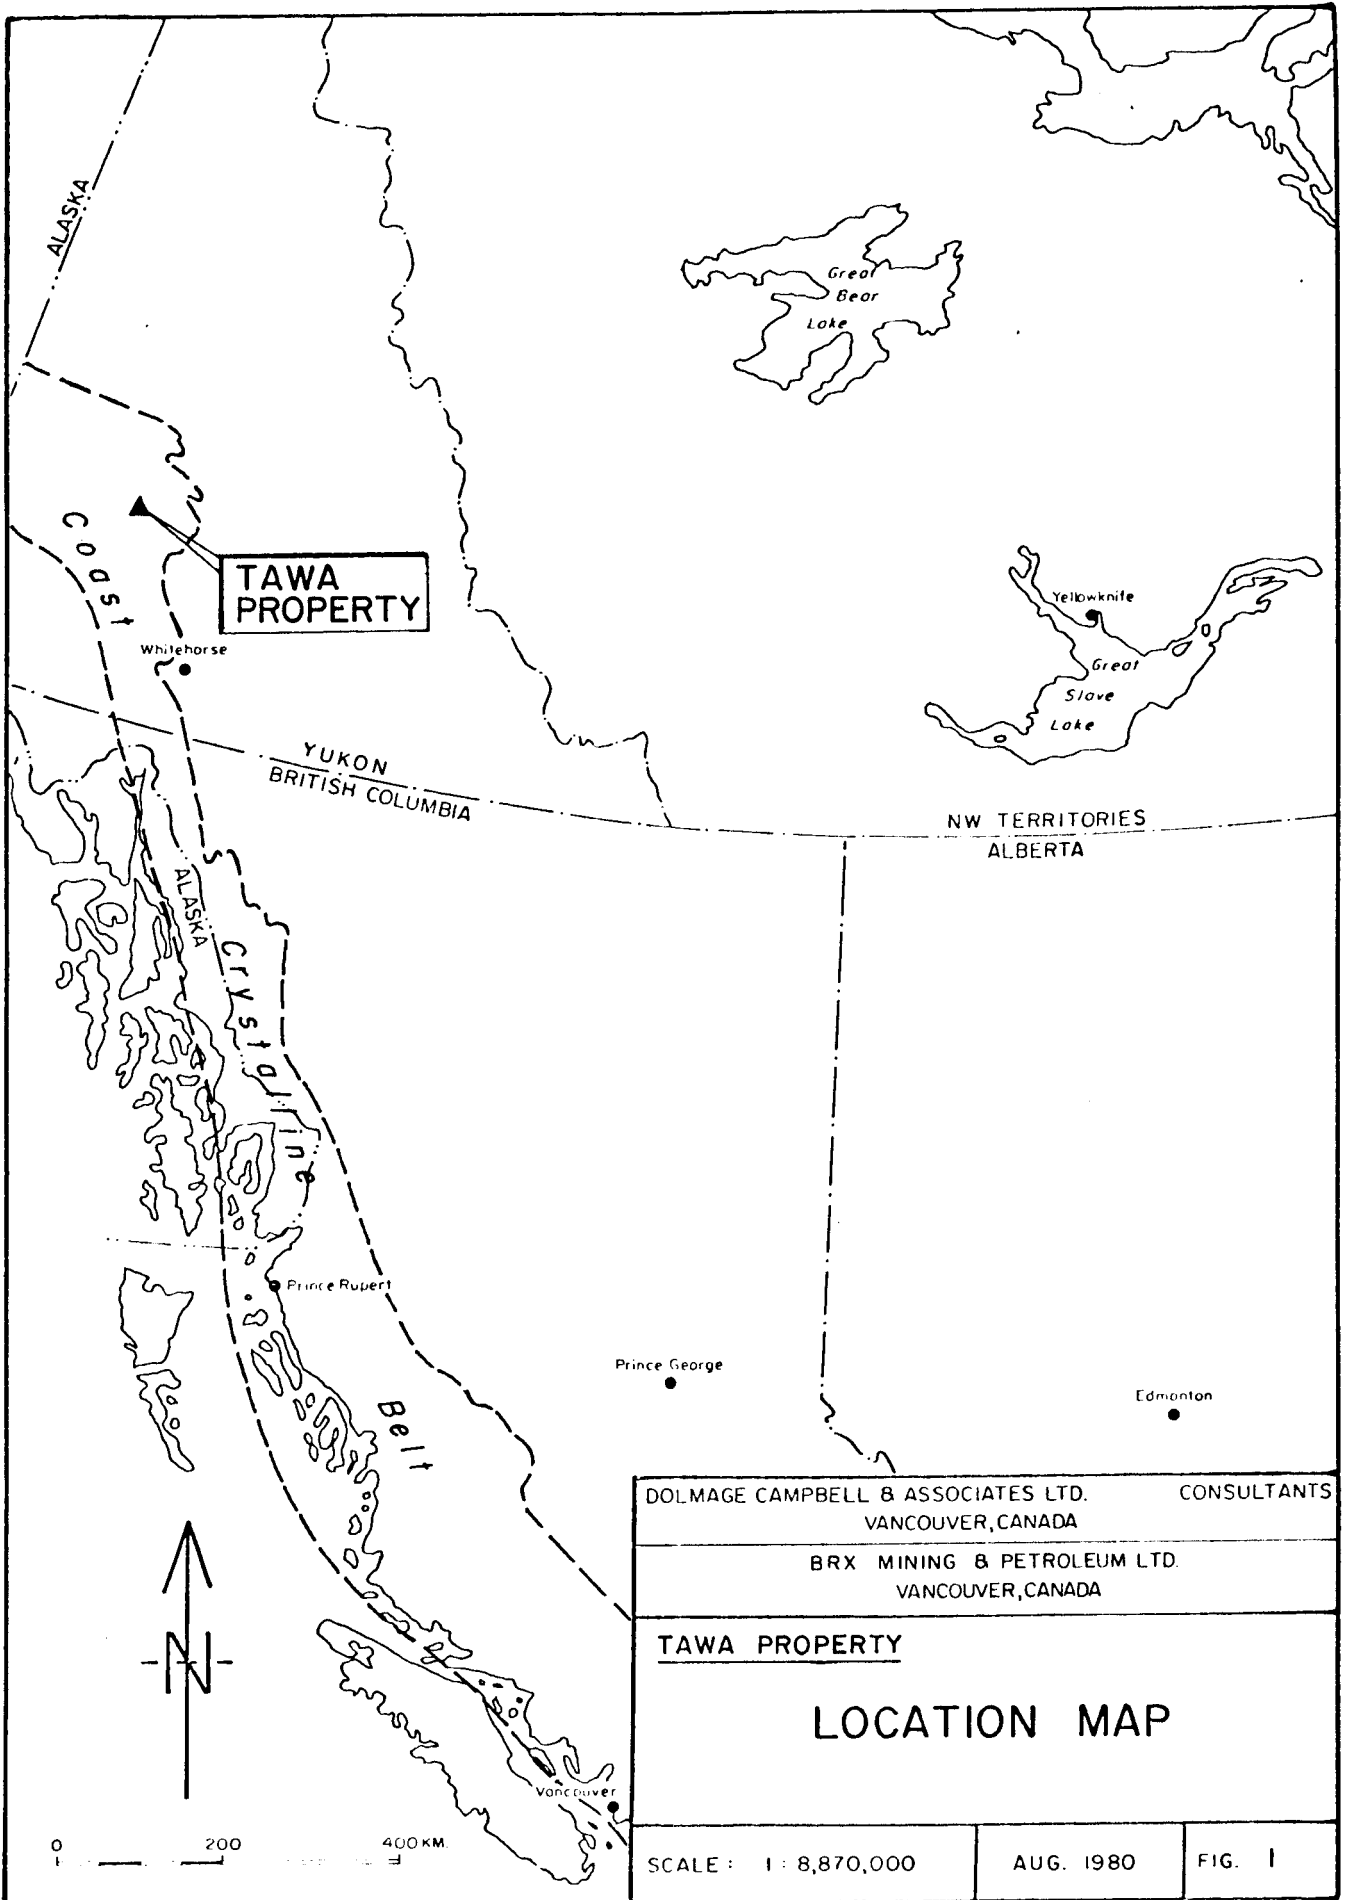 ALASKA
Great
Bear
Lake
Coast
TAWA
PROPERTY
Whitehorse
Yellowknife
Great
Slave
Lake
YUKON
BRITISH COLUMBIA
NW TERRITORIES
ALBERTA
ALASKA
Crystalline
Prince Rupert
Prince George
Edmonton
Belt
N
Vancouver
0 200 400 KM.
DOLMAGE CAMPBELL & ASSOCIATES LTD. CONSULTANTS
VANCOUVER, CANADA
BRX MINING & PETROLEUM LTD.
VANCOUVER, CANADA
TAWA PROPERTY
LOCATION MAP
SCALE : 1 : 8,870,000
AUG. 1980
FIG. 1